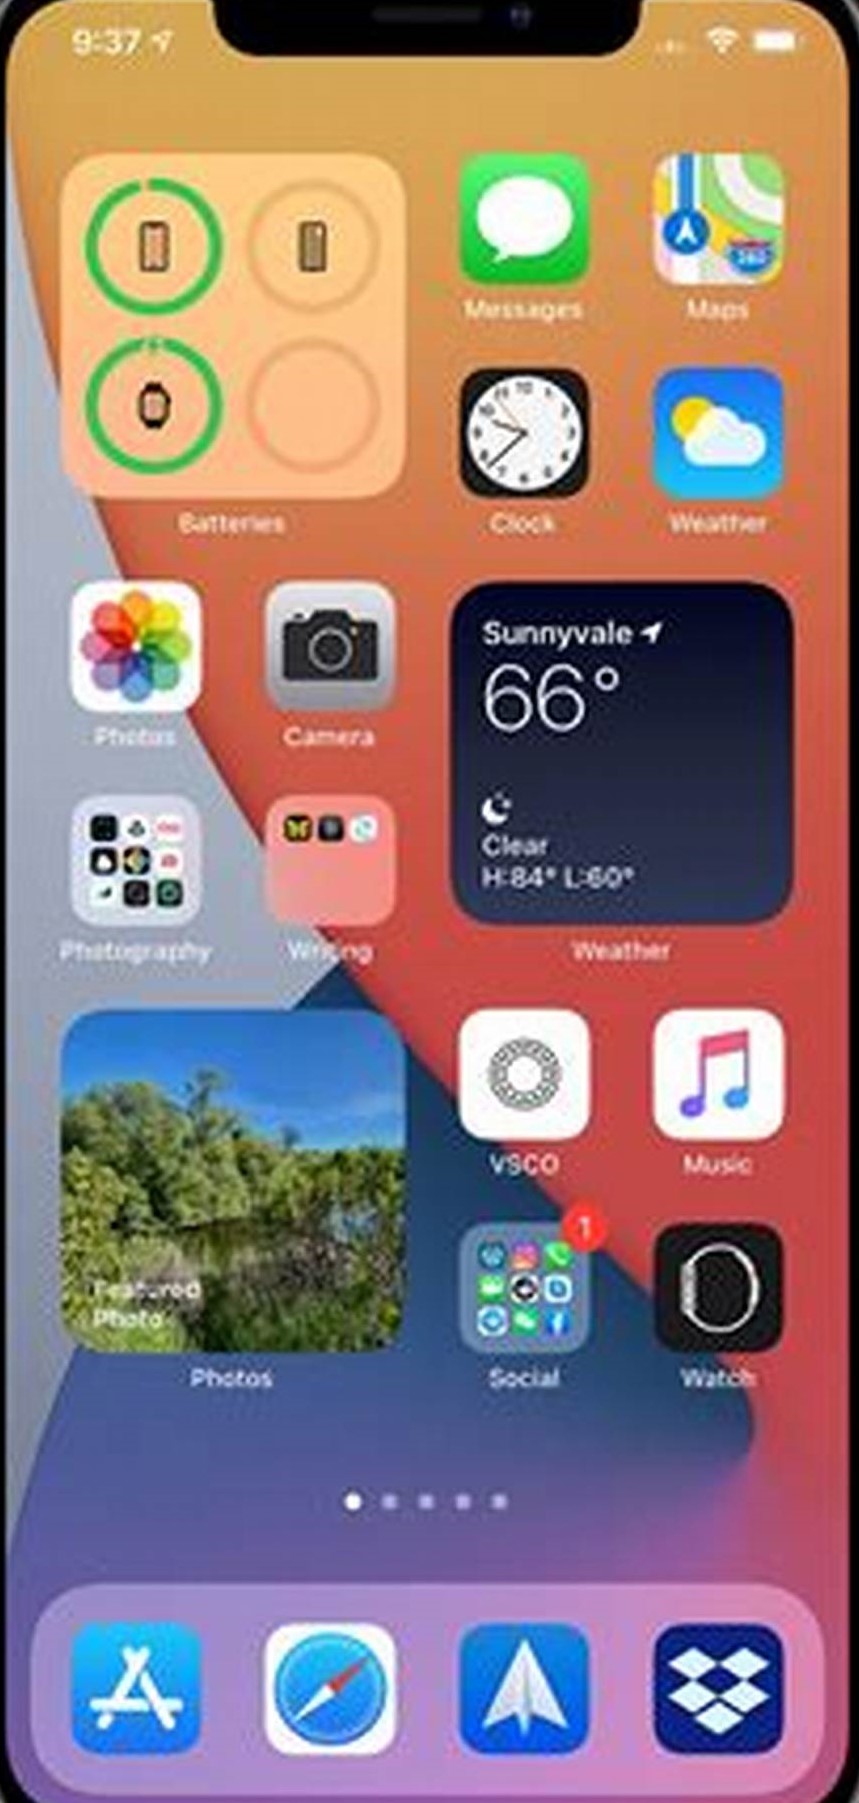 9:37
Messages
Maps
Batteries
Clock
Weather
Photos
Camera
Sunnyvale
66°
Clear
H:84° L:60°
Photography
Writing
Weather
Featured
Photo
Photos
VSCO
Music
1
Social
Watch